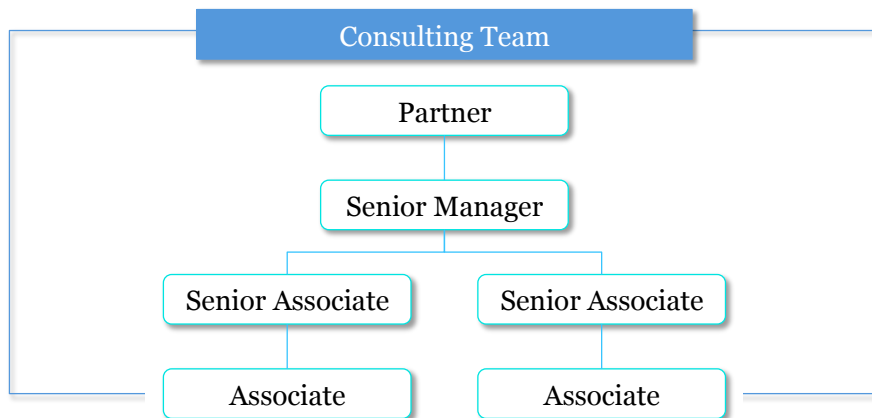 Consulting Team
Partner
Senior Manager
Senior Associate
Senior Associate
Associate
Associate